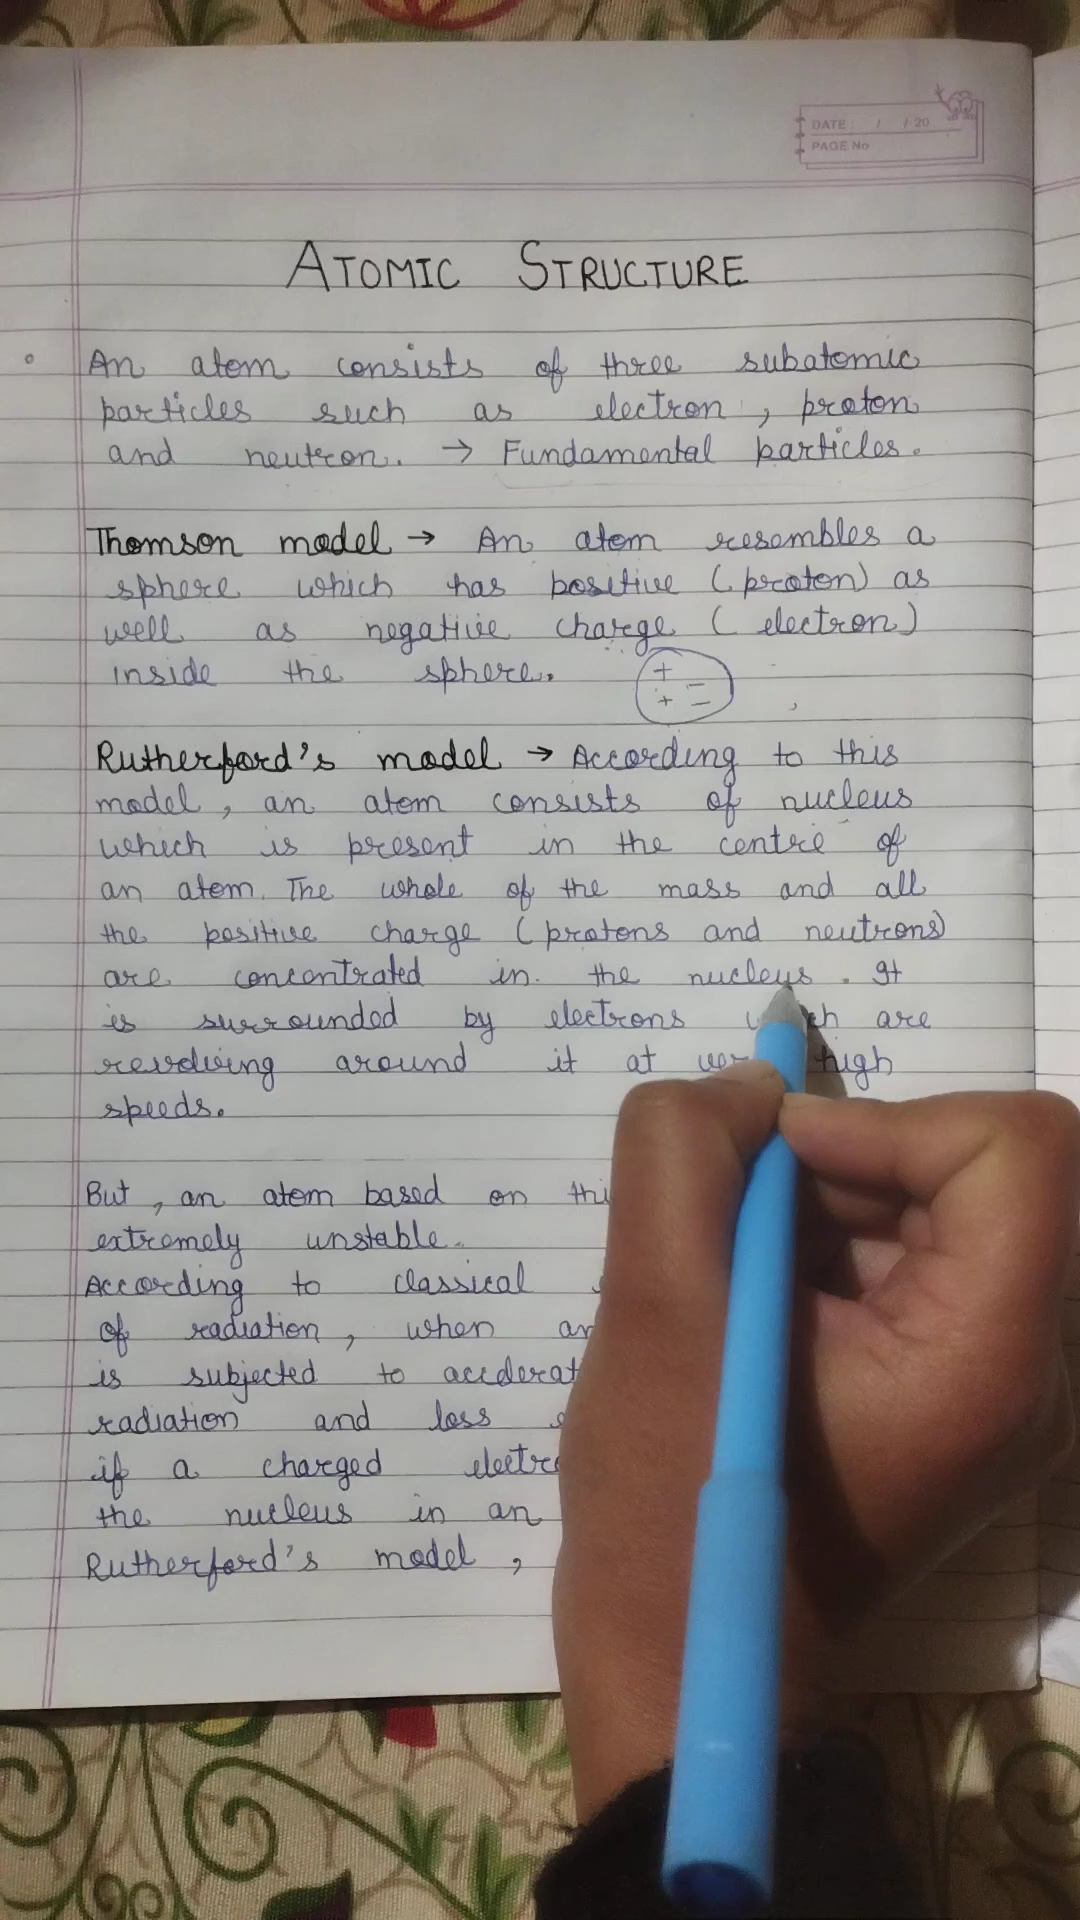 DATE: / /20
PAGE No
ATOMIC STRUCTURE
An atom consists of three subatomic
particles such as electron, proton
and neutron. → Fundamental particles.
Thomson model → An atom resembles a
sphere which has positive (proton) as
well as negative charge (electron)
inside the sphere.
+
+ − −
Rutherford's model → According to this
model, an atom consists of nucleus
which is present in the centre of
an atom. The whole of the mass and all
the positive charge (protons and neutrons)
are concentrated in the nucleus. It
is surrounded by electrons are
revolving around it at high
speeds.
But, an atom based on
extremely unstable.
According to classical
of radiation, when
is subjected to
radiation and loss
if a charged
the nucleus in an
Rutherford's model,